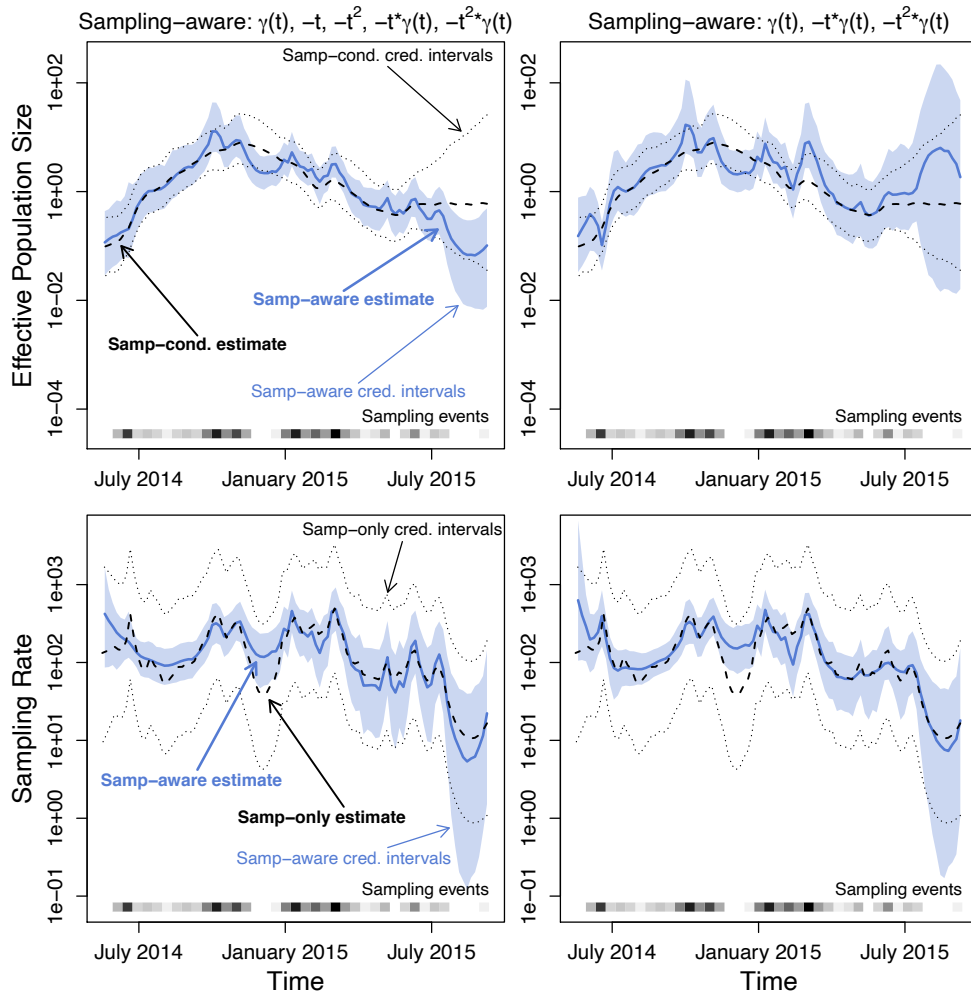 Sampling−aware: γ(t), −t, −t², −t*γ(t), −t²*γ(t)
Sampling−aware: γ(t), −t*γ(t), −t²*γ(t)
Effective Population Size
1e+02
1e+00
1e−02
1e−04
Samp−cond. cred. intervals
Samp−aware estimate
Samp−cond. estimate
Samp−aware cred. intervals
Sampling events
July 2014
January 2015
July 2015
1e+02
1e+00
1e−02
1e−04
Sampling events
July 2014
January 2015
July 2015
Sampling Rate
1e+03
1e+02
1e+01
1e+00
1e−01
Samp−only cred. intervals
Samp−aware estimate
Samp−only estimate
Samp−aware cred. intervals
Sampling events
July 2014
January 2015
July 2015
Time
1e+03
1e+02
1e+01
1e+00
1e−01
Sampling events
July 2014
January 2015
July 2015
Time